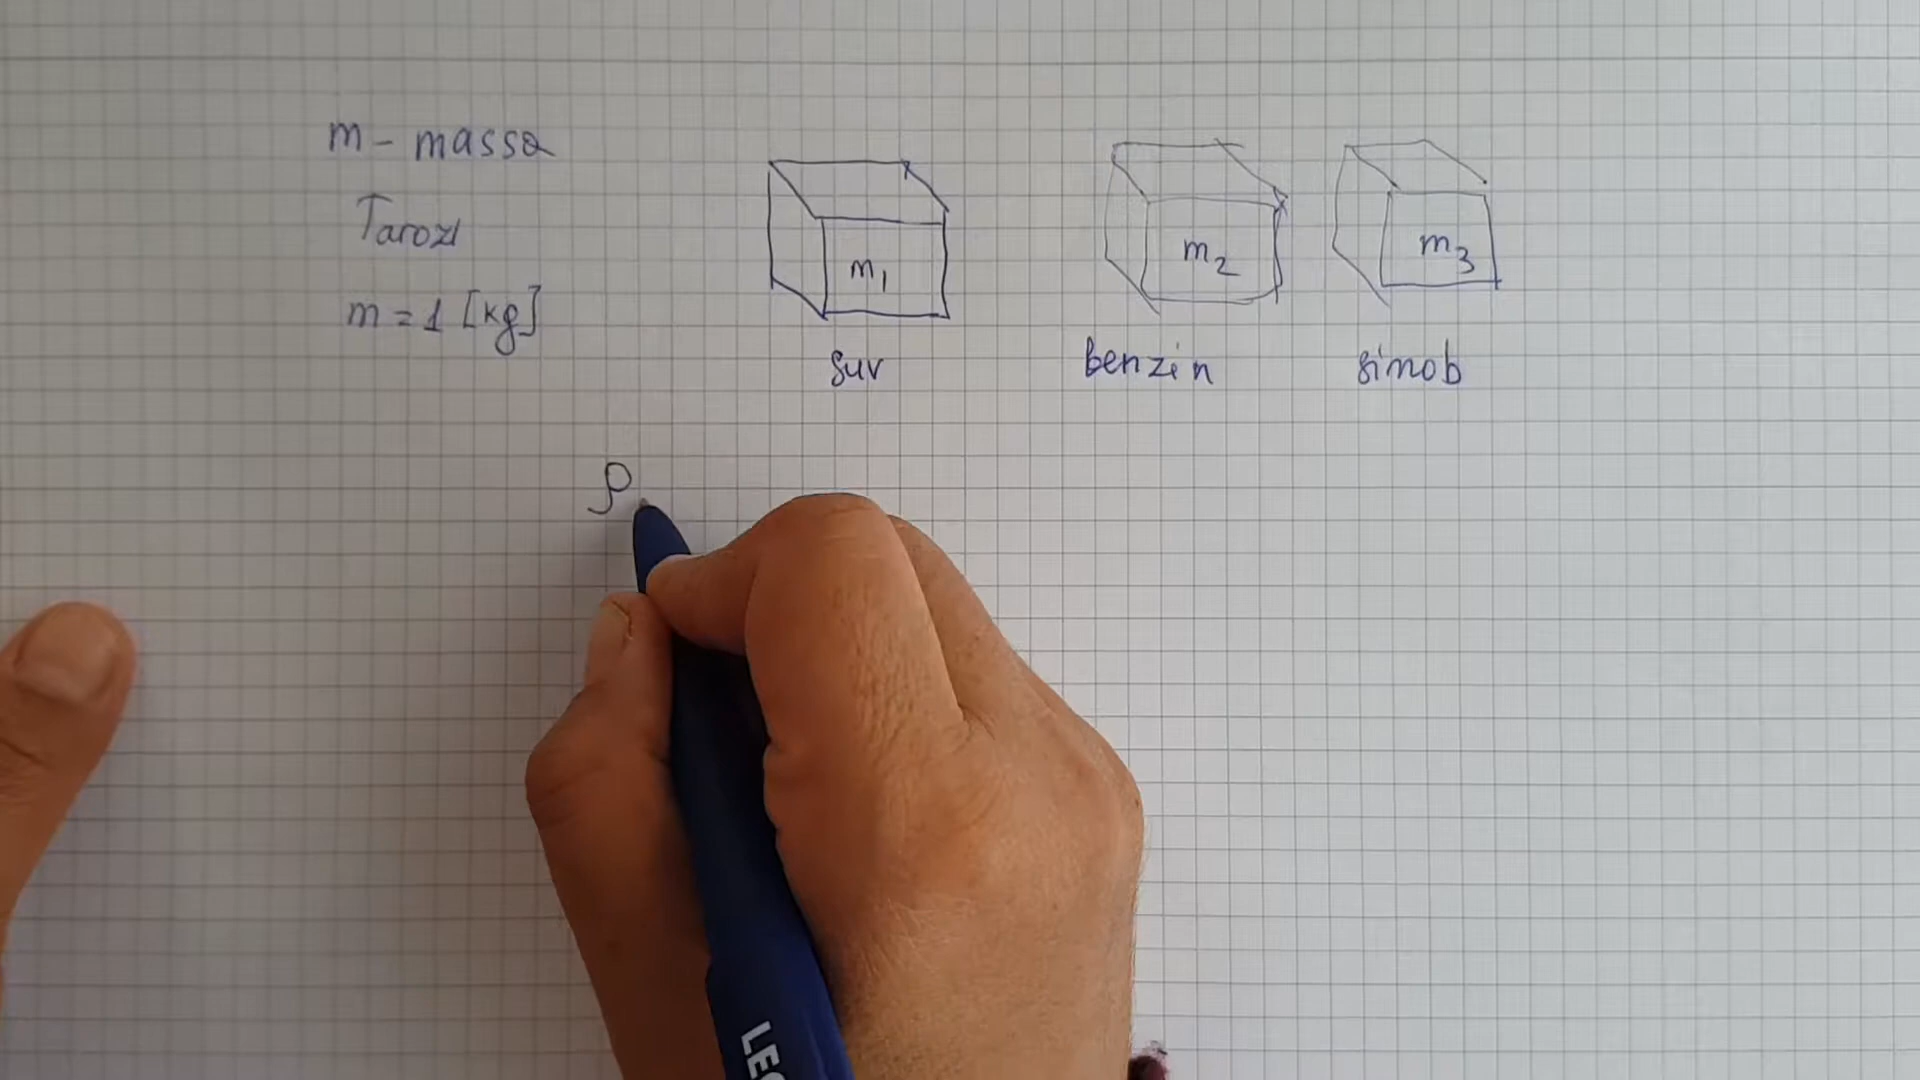 m - massa
Tarozi
m = 1 [kg]
m₁
m₂
m₃
suv
benzin
simob
ρ